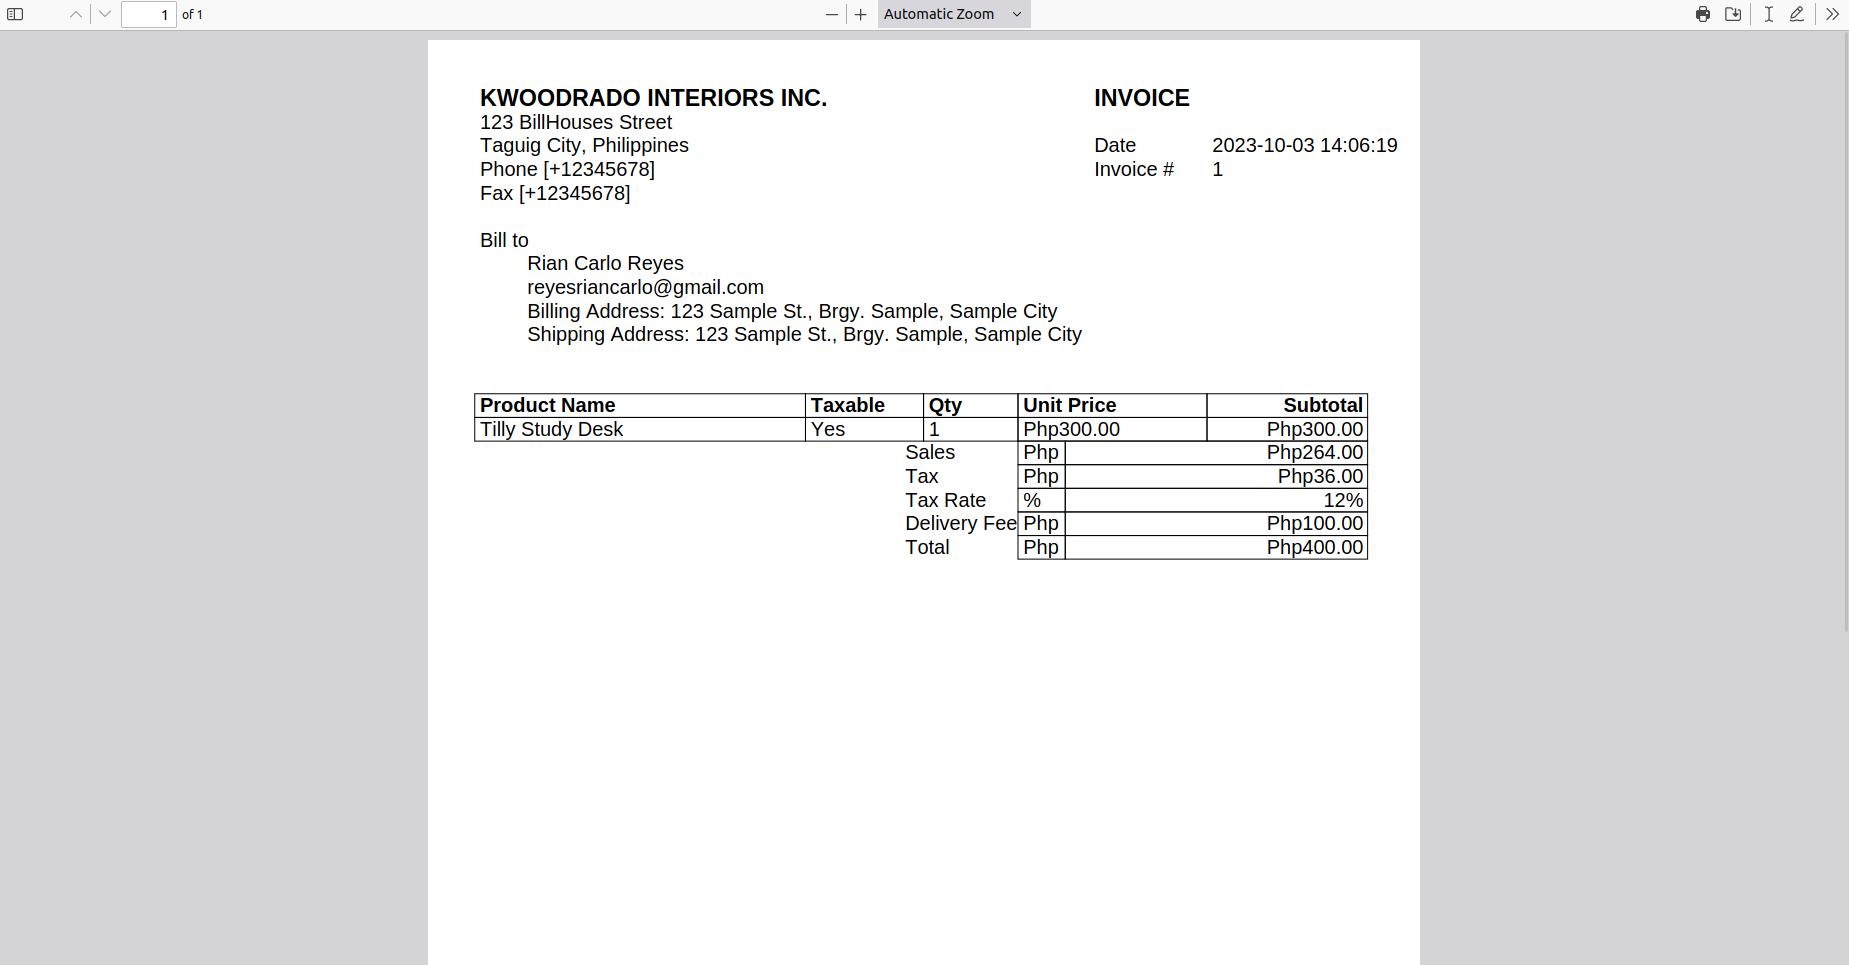 1 of 1 Automatic Zoom
KWOODRADO INTERIORS INC. INVOICE
123 BillHouses Street
Taguig City, Philippines Date 2023-10-03 14:06:19
Phone [+12345678] Invoice # 1
Fax [+12345678]
Bill to
Rian Carlo Reyes
reyesriancarlo@gmail.com
Billing Address: 123 Sample St., Brgy. Sample, Sample City
Shipping Address: 123 Sample St., Brgy. Sample, Sample City
Product Name Taxable Qty Unit Price Subtotal
Tilly Study Desk Yes 1 Php300.00 Php300.00
Sales Php Php264.00
Tax Php Php36.00
Tax Rate % 12%
Delivery Fee Php Php100.00
Total Php Php400.00